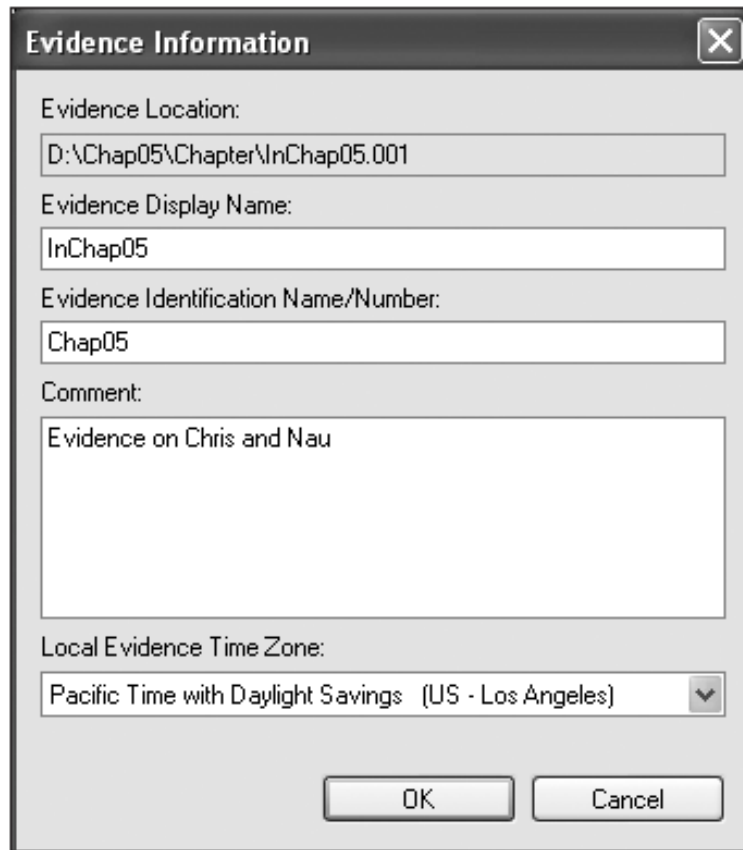 Evidence Information
Evidence Location:
D:\Chap05\Chapter\InChap05.001
Evidence Display Name:
InChap05
Evidence Identification Name/Number:
Chap05
Comment:
Evidence on Chris and Nau
Local Evidence Time Zone:
Pacific Time with Daylight Savings (US - Los Angeles)
OK
Cancel